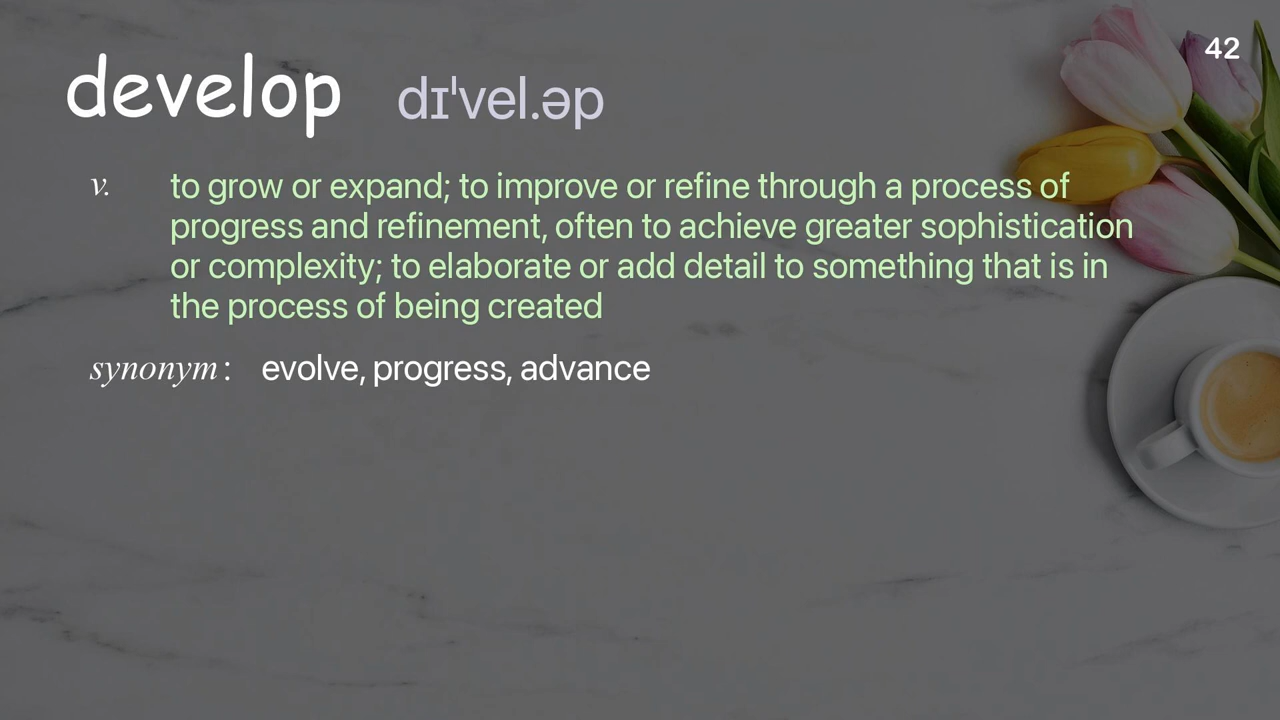 42
develop dɪˈvel.əp
v. to grow or expand; to improve or refine through a process of
progress and refinement, often to achieve greater sophistication
or complexity; to elaborate or add detail to something that is in
the process of being created
synonym: evolve, progress, advance